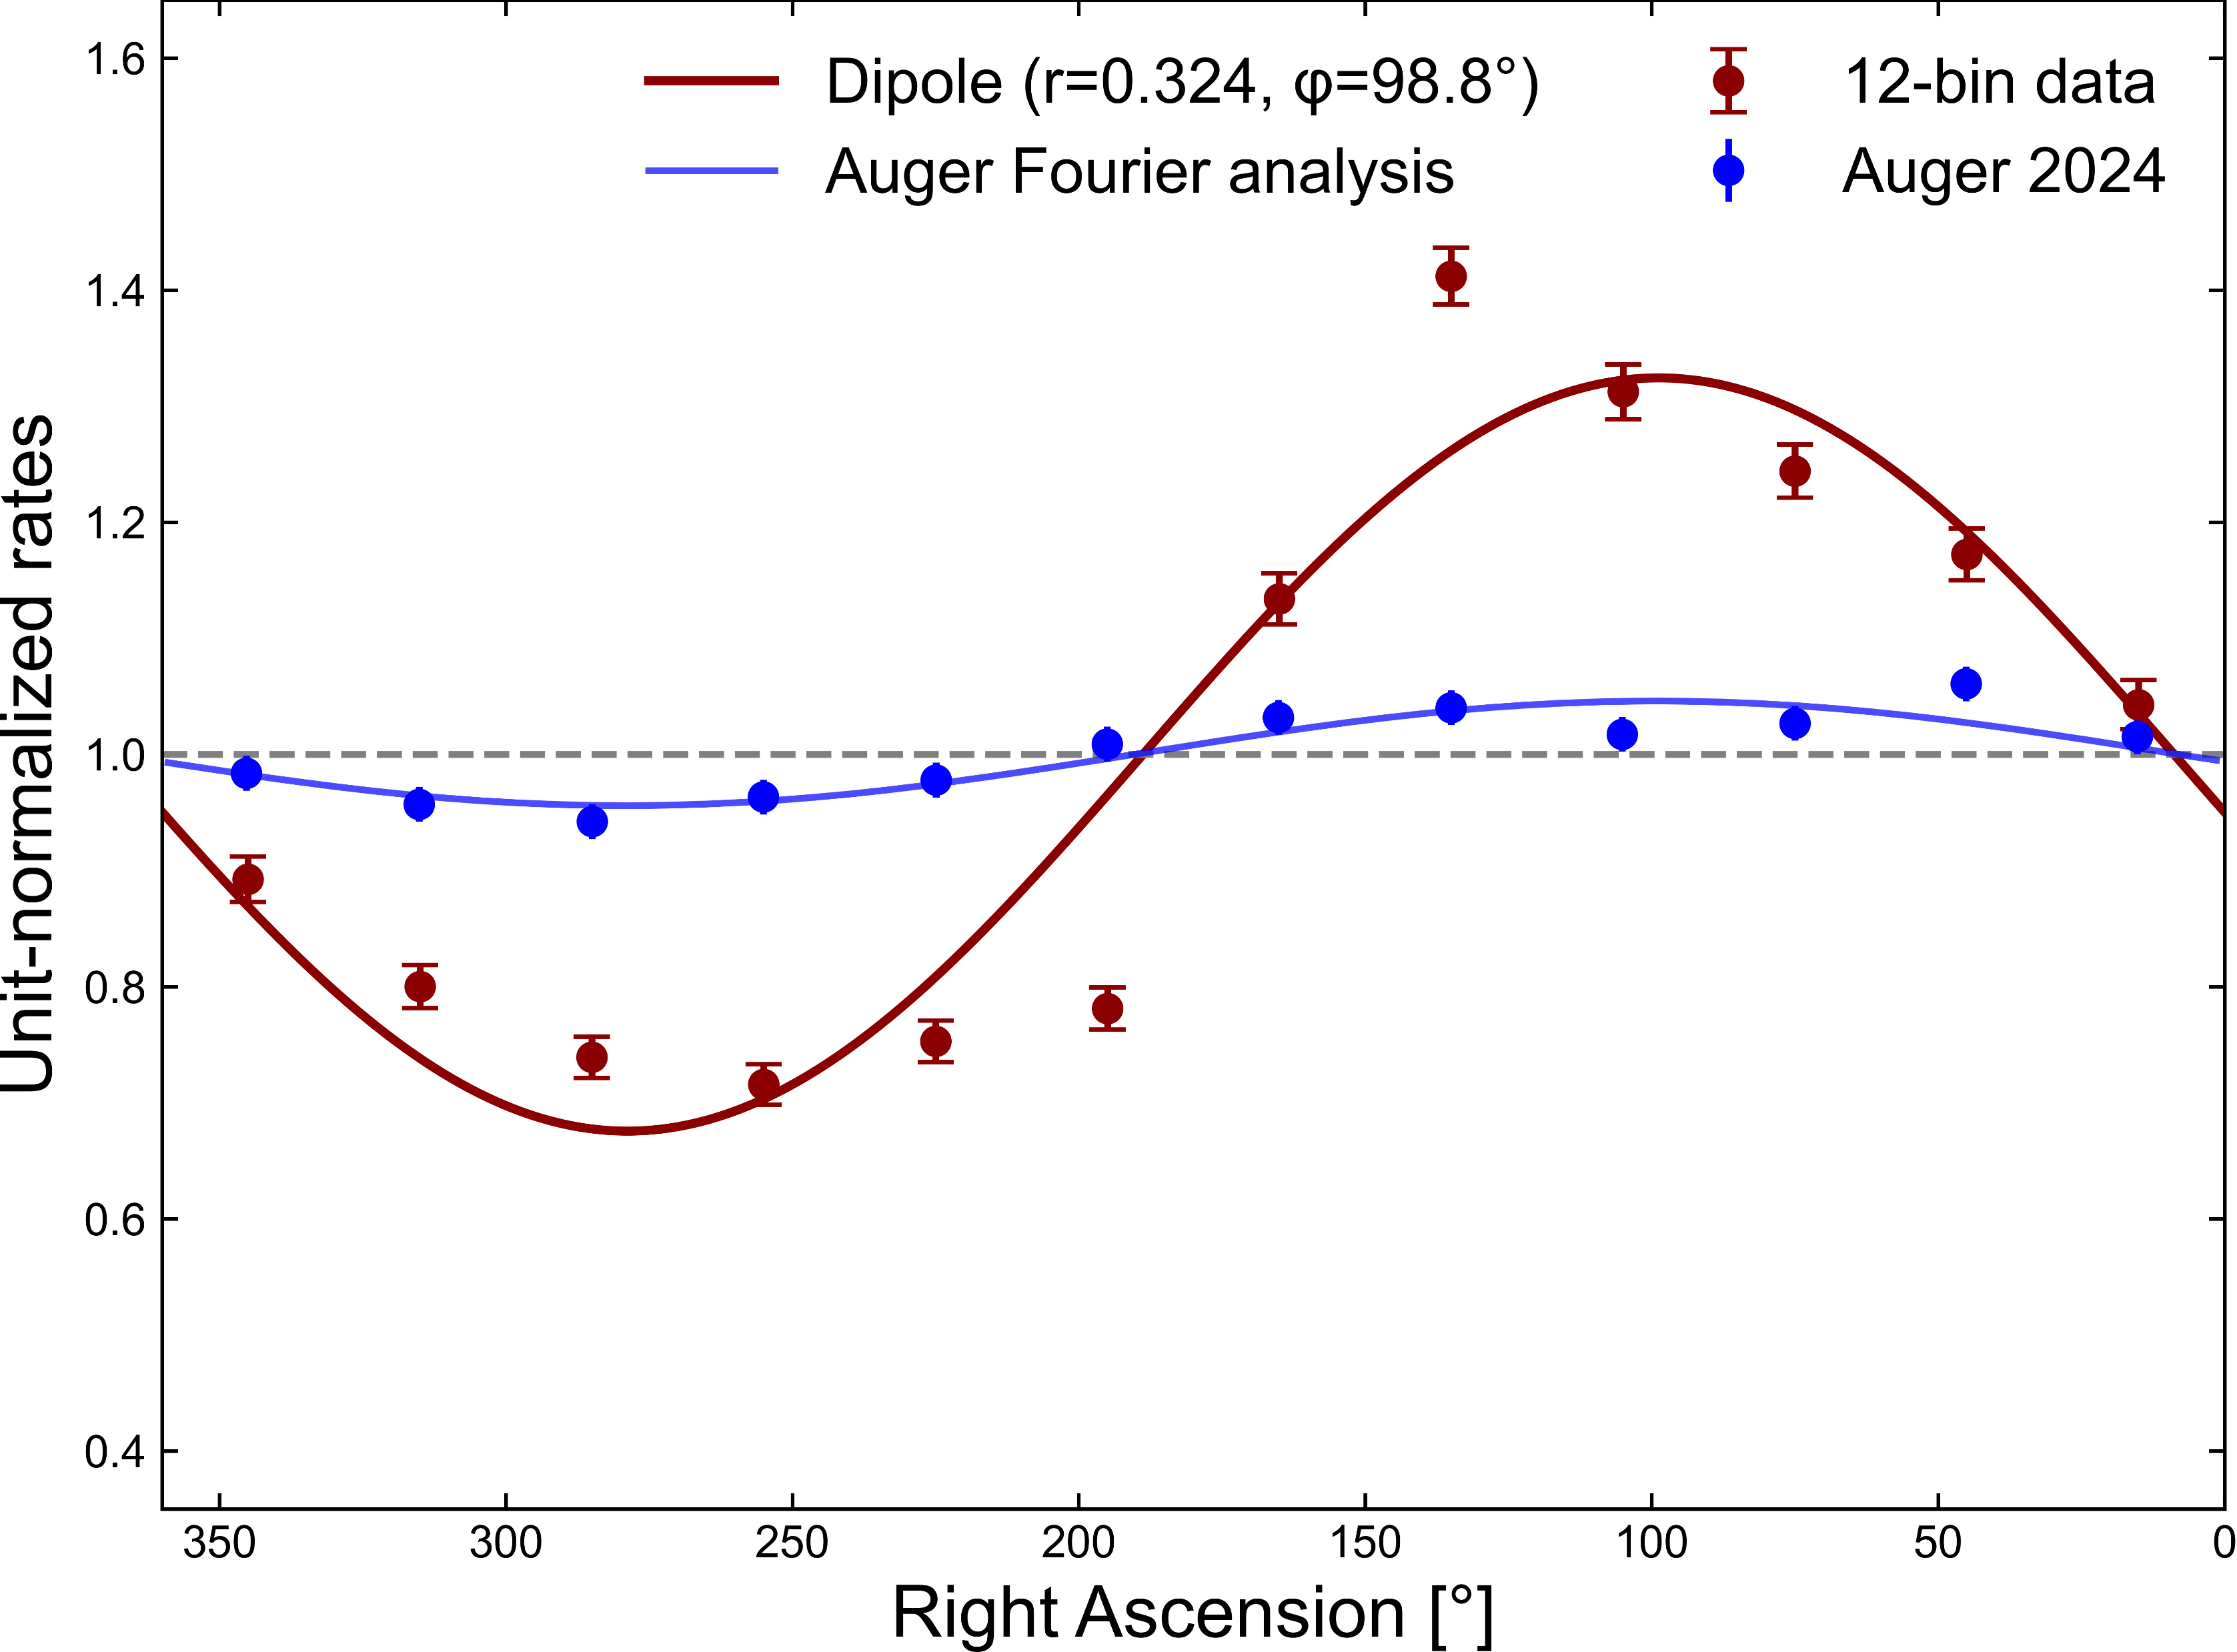 Dipole (r=0.324, φ=98.8°)
12-bin data
Auger Fourier analysis
Auger 2024
Unit-normalized rates
1.6
1.4
1.2
1.0
0.8
0.6
0.4
350 300 250 200 150 100 50 0
Right Ascension [°]